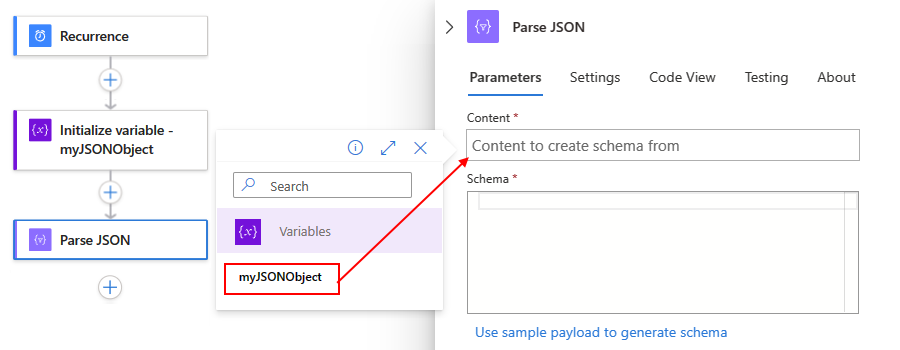 Recurrence
Initialize variable -
myJSONObject
Parse JSON
Search
{x} Variables
myJSONObject
Parse JSON
Parameters Settings Code View Testing About
Content *
Content to create schema from
Schema *
Use sample payload to generate schema